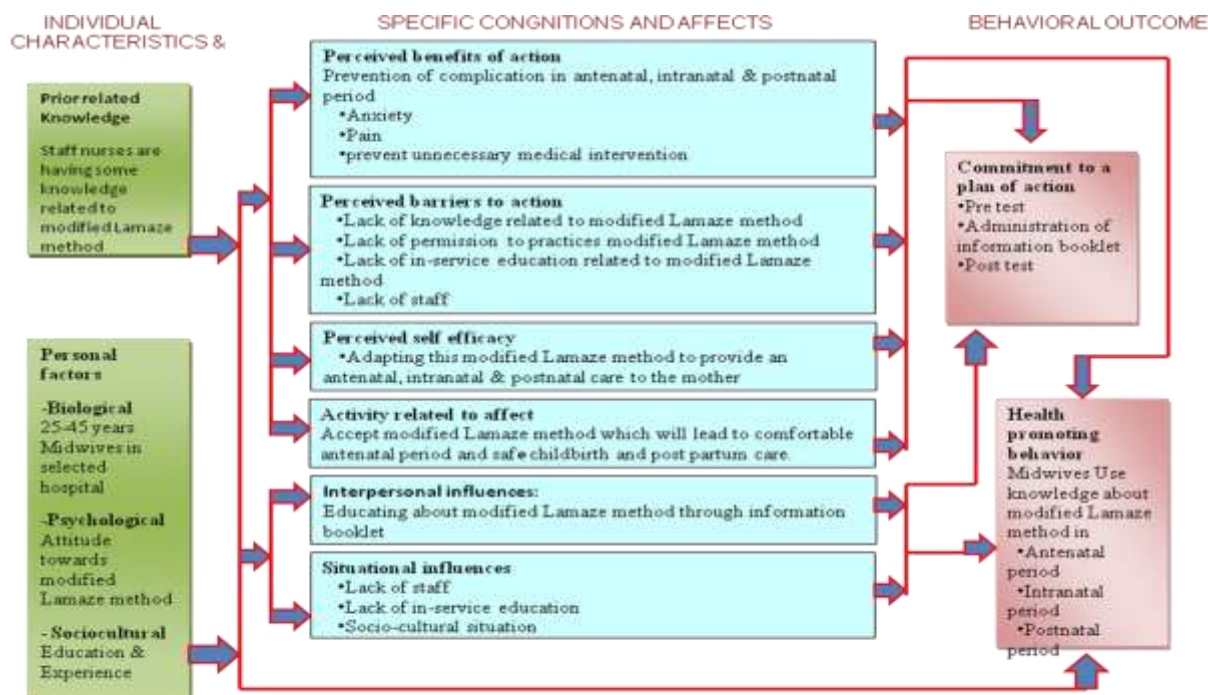 INDIVIDUAL
CHARACTERISTICS &
SPECIFIC CONGNITIONS AND AFFECTS
BEHAVIORAL OUTCOME
Prior related
Knowledge
Staff nurses are
having some
knowledge
related to
modified Lamaze
method
Personal
factors
-Biological
25-45 years
Midwives in
selected
hospital
-Psychological
Attitude
towards
modified
Lamaze method
- Sociocultural
Education &
Experience
Perceived benefits of action
Prevention of complication in antenatal, intranatal & postnatal
period
•Anxiety
•Pain
•prevent unnecessary medical intervention
Perceived barriers to action
•Lack of knowledge related to modified Lamaze method
•Lack of permission to practices modified Lamaze method
•Lack of in-service education related to modified Lamaze
method
•Lack of staff
Perceived self efficacy
•Adapting this modified Lamaze method to provide an
antenatal, intranatal & postnatal care to the mother
Activity related to affect
Accept modified Lamaze method which will lead to comfortable
antenatal period and safe childbirth and post partum care.
Interpersonal influences:
Educating about modified Lamaze method through information
booklet
Situational influences
•Lack of staff
•Lack of in-service education
•Socio-cultural situation
Commitment to a
plan of action
•Pre test
•Administration of
information booklet
•Post test
Health
promoting
behavior
Midwives Use
knowledge about
modified Lamaze
method in
•Antenatal
period
•Intranatal
period
•Postnatal
period